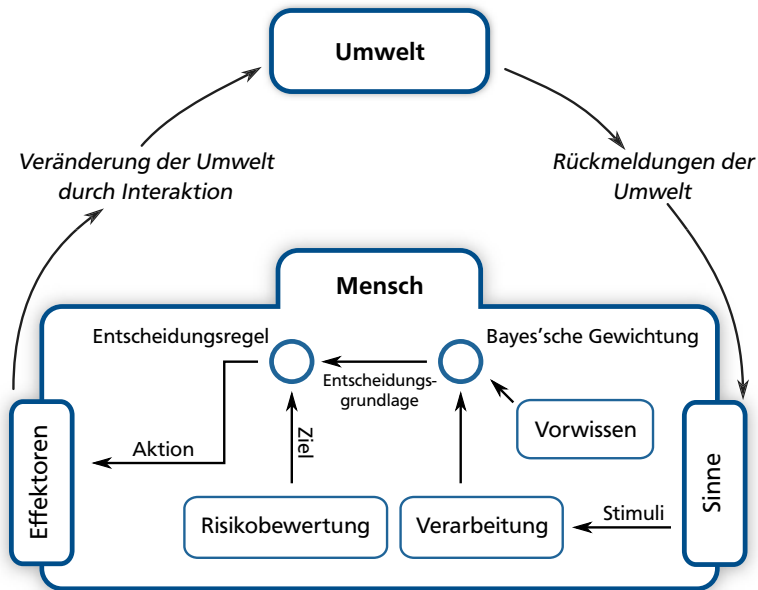 Umwelt
Veränderung der Umwelt
durch Interaktion
Rückmeldungen der
Umwelt
Mensch
Entscheidungsregel
Bayes’sche Gewichtung
Entscheidungs-
grundlage
Vorwissen
Aktion
Ziel
Effektoren
Risikobewertung
Verarbeitung
Stimuli
Sinne